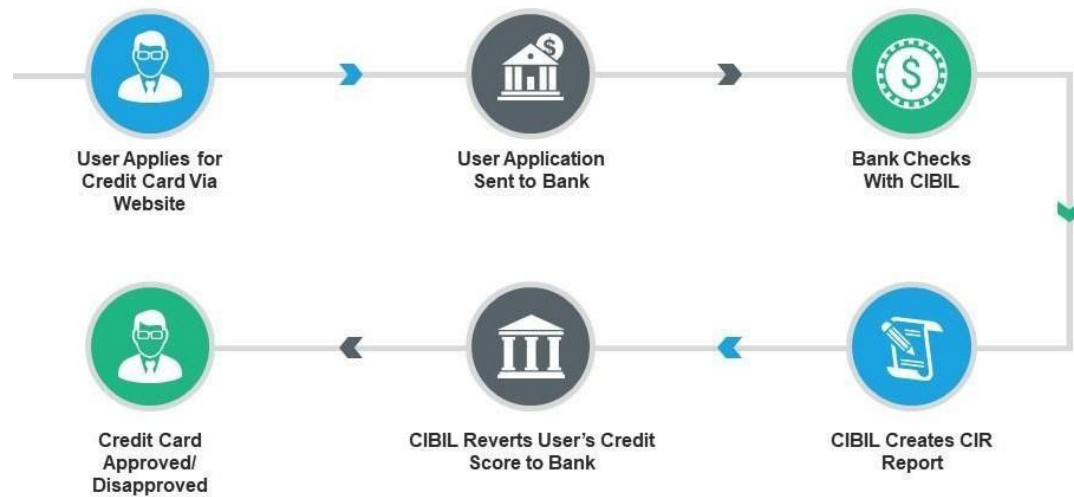 $
$
User Applies for
Credit Card Via
Website
User Application
Sent to Bank
Bank Checks
With CIBIL
Credit Card
Approved/
Disapproved
CIBIL Reverts User's Credit
Score to Bank
CIBIL Creates CIR
Report